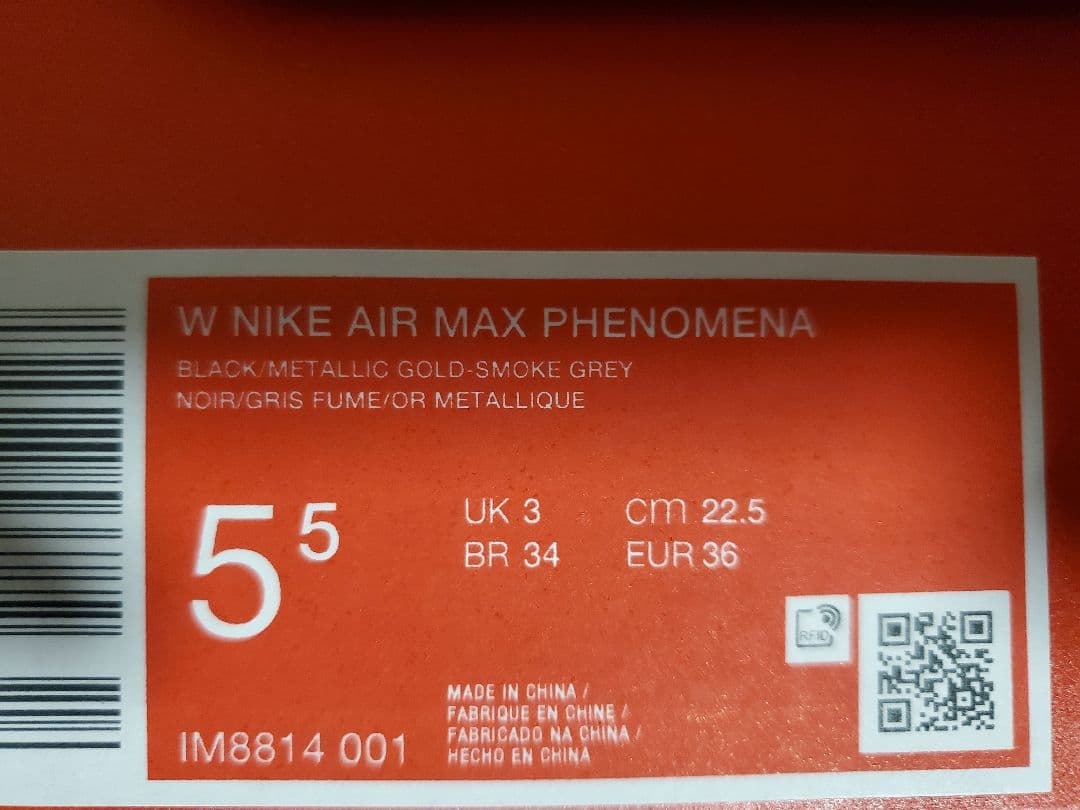 W NIKE AIR MAX PHENOMENA
BLACK/METALLIC GOLD-SMOKE GREY
NOIR/GRIS FUME/OR METALLIQUE
5 5
UK 3 cm 22.5
BR 34 EUR 36
RFID
MADE IN CHINA /
FABRIQUE EN CHINE /
FABRICADO NA CHINA /
HECHO EN CHINA
IM8814 001